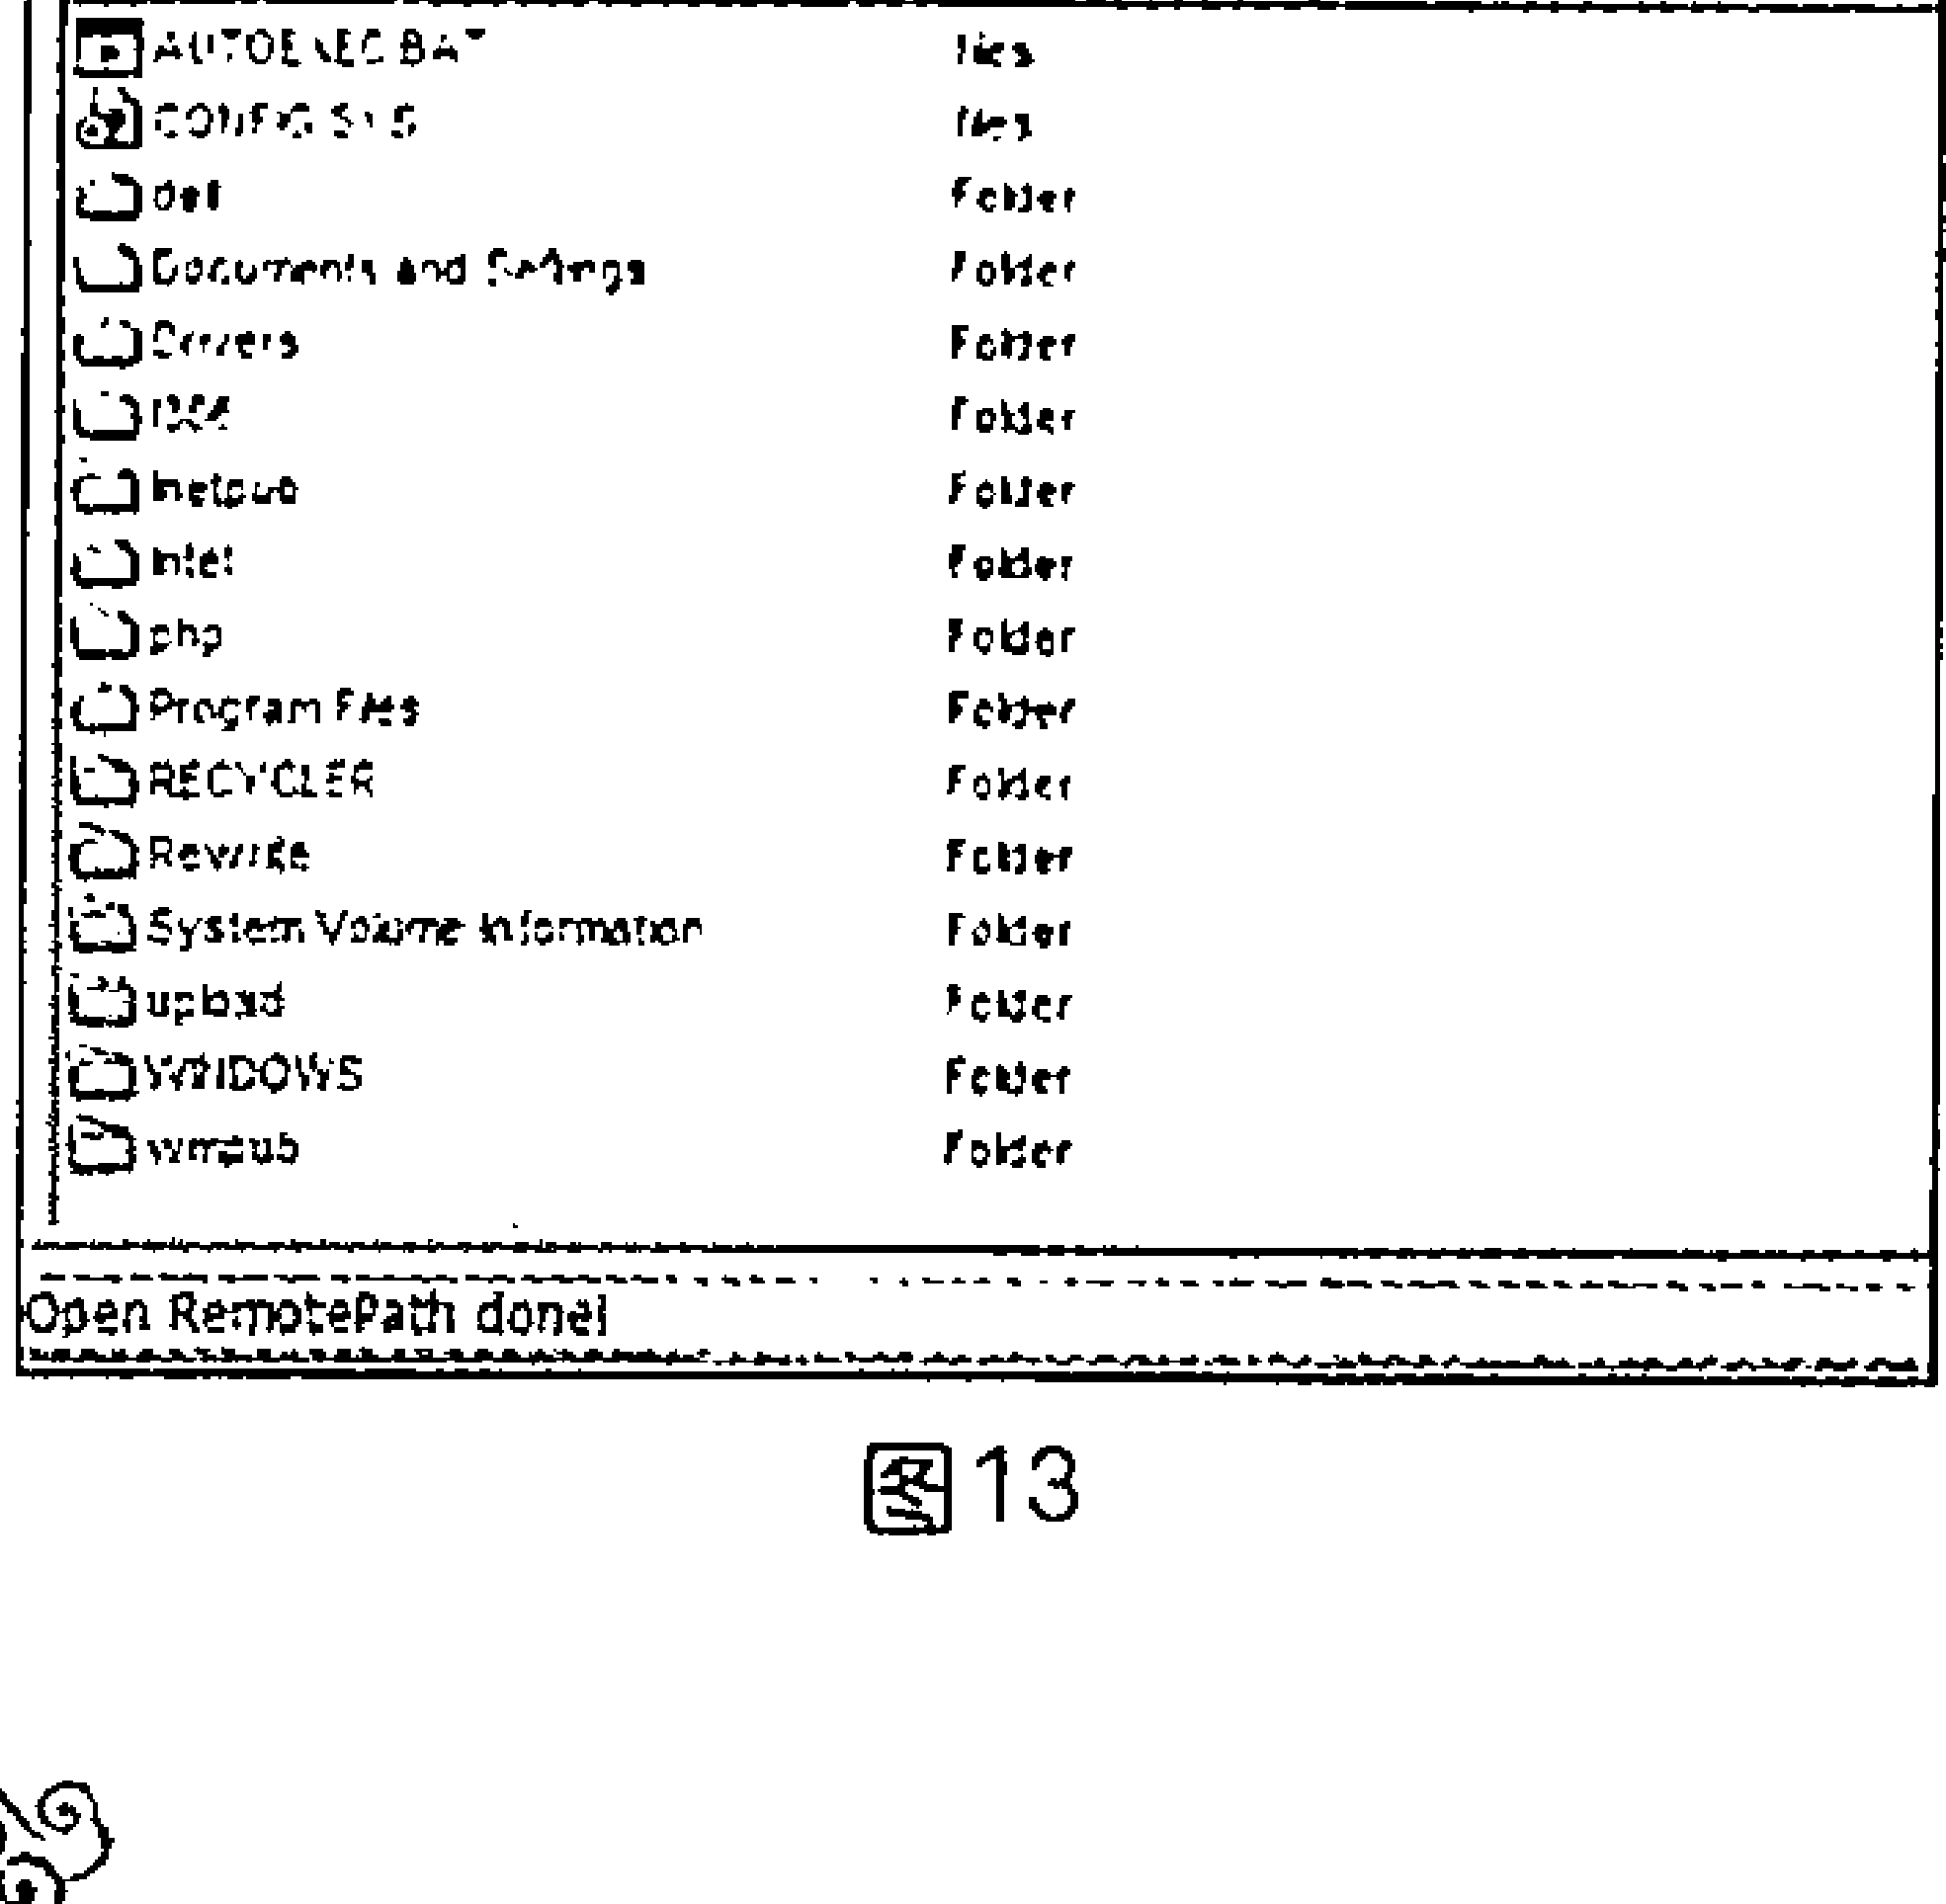 AUTOEXEC.BAT files
CONFIG.SYS files
dell Folder
Documents and Settings Folder
Drivers Folder
Folder
Inetpub Folder
Intel Folder
php Folder
Program Files Folder
RECYCLER Folder
Rewrite Folder
System Volume Information Folder
upload Folder
WINDOWS Folder
wmpub Folder
Open RemotePath done!
图13